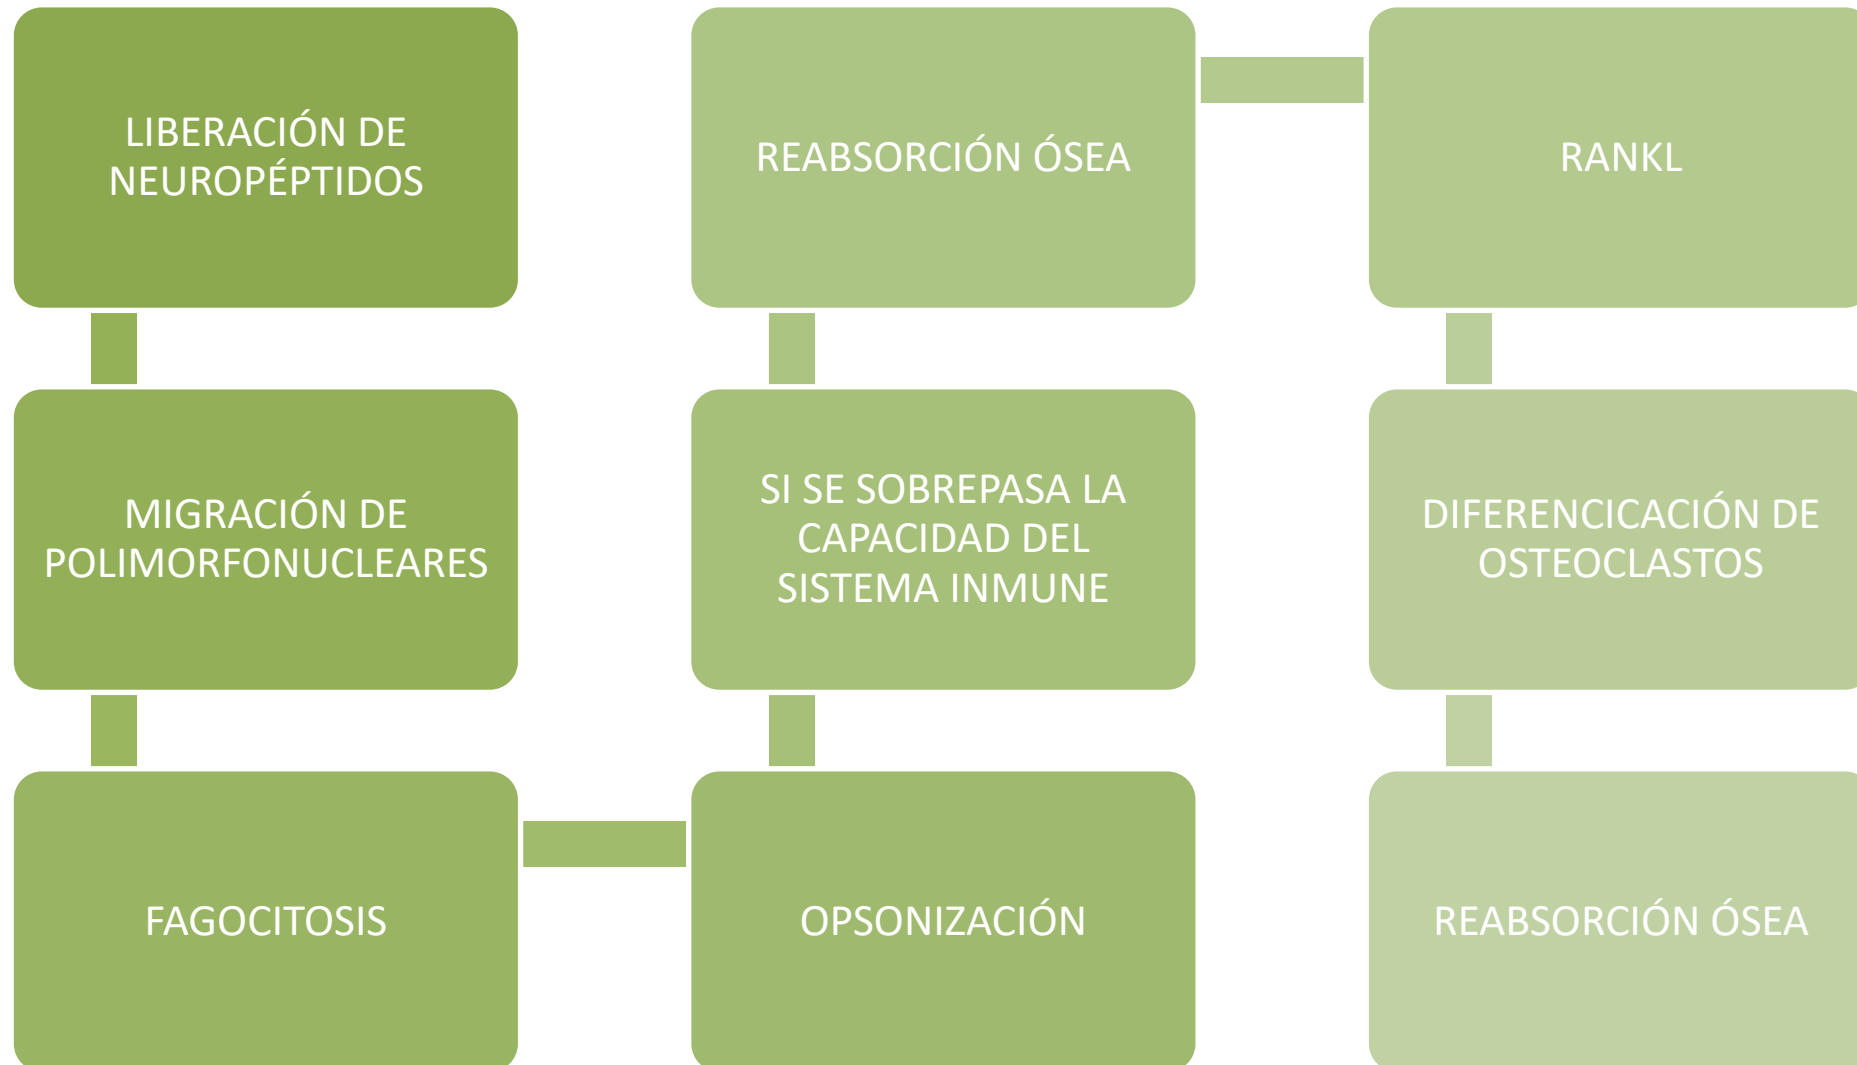 LIBERACIÓN DE
NEUROPÉPTIDOS
MIGRACIÓN DE
POLIMORFONUCLEARES
FAGOCITOSIS
OPSONIZACIÓN
SI SE SOBREPASA LA
CAPACIDAD DEL
SISTEMA INMUNE
REABSORCIÓN ÓSEA
RANKL
DIFERENCICACIÓN DE
OSTEOCLASTOS
REABSORCIÓN ÓSEA